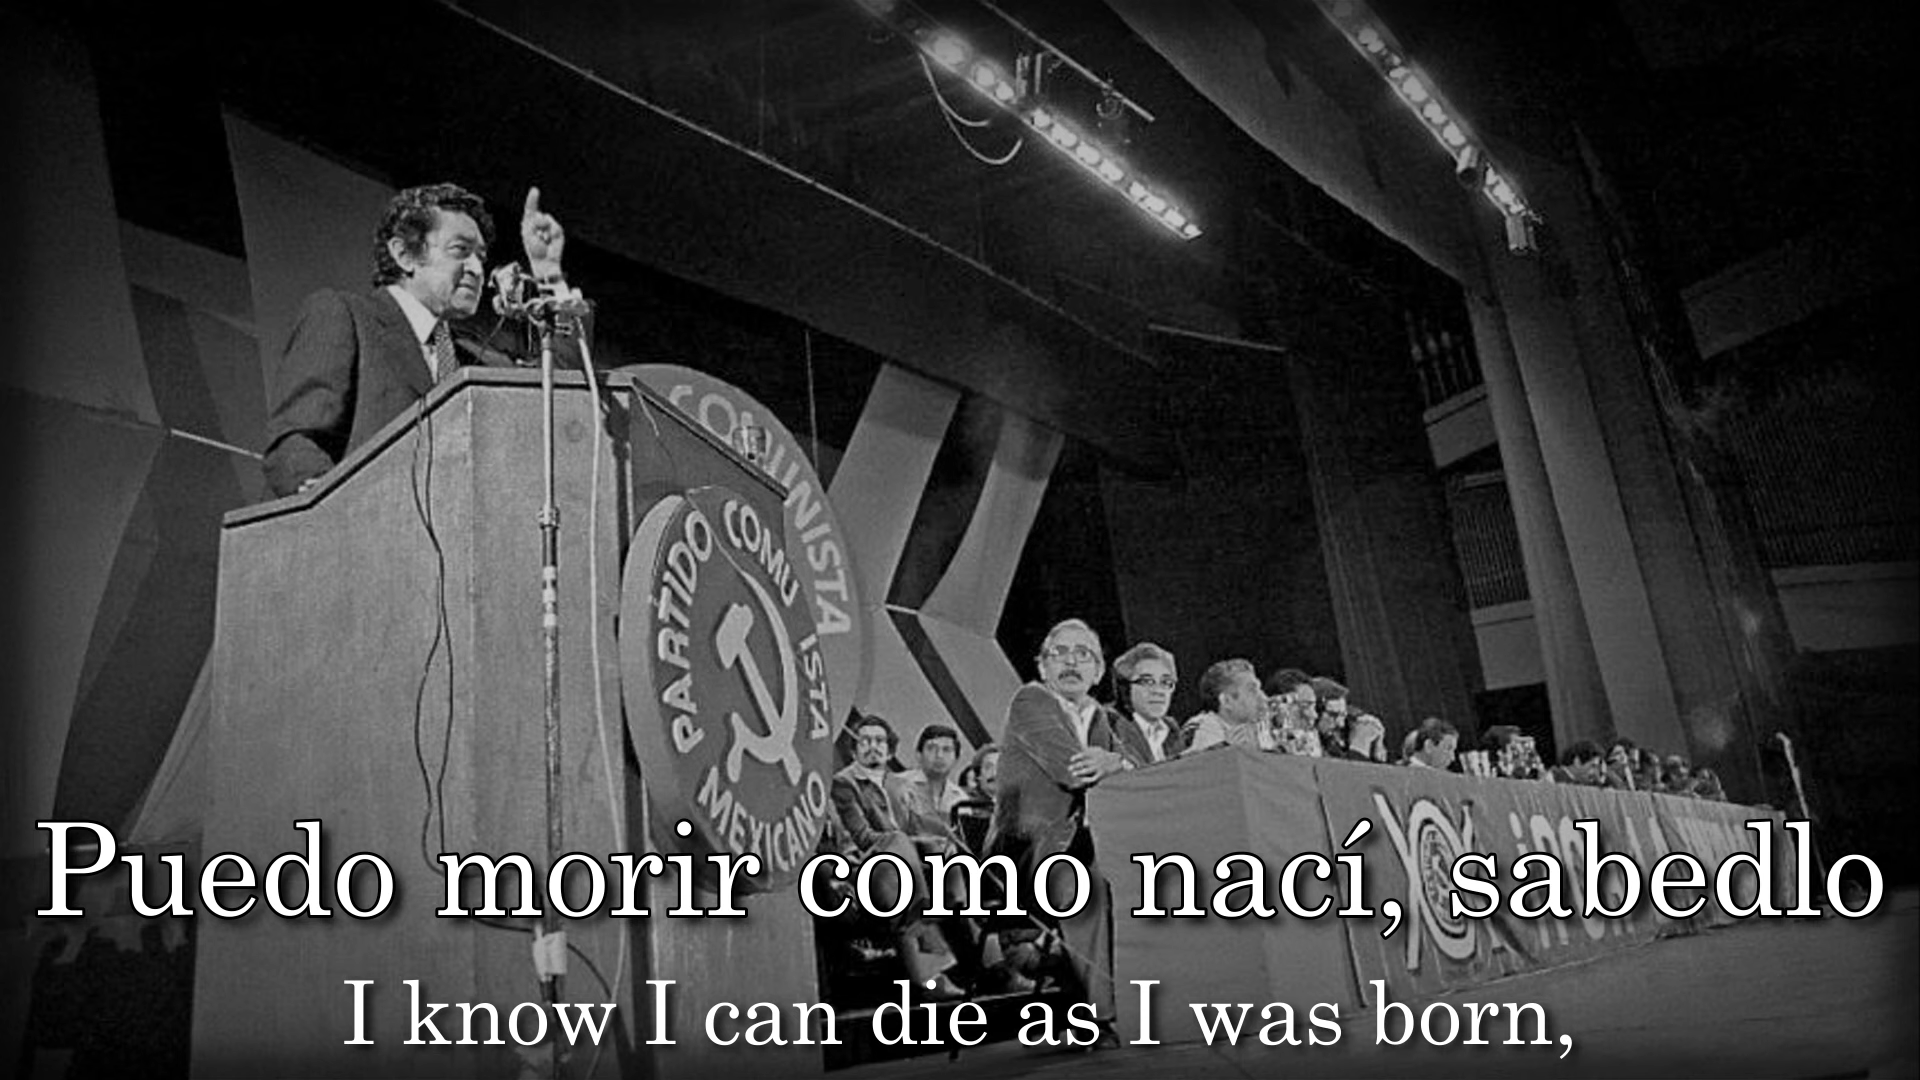 COMUNISTA
PARTIDO COMU ISTA
MEXICANO
Puedo morir como nací, sabedlo
I know I can die as I was born,